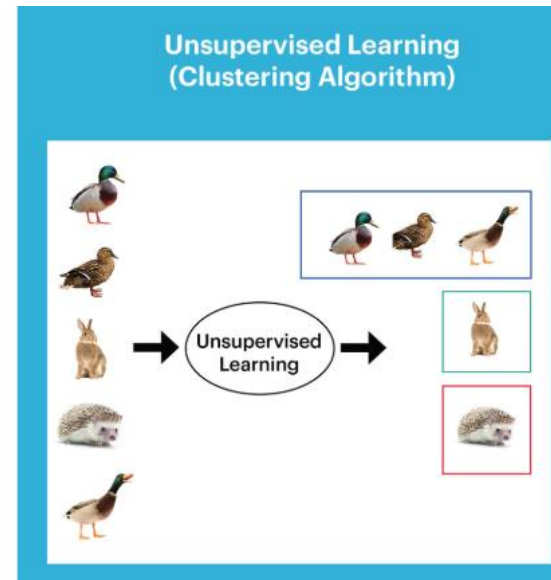 Unsupervised Learning
(Clustering Algorithm)
Unsupervised
Learning